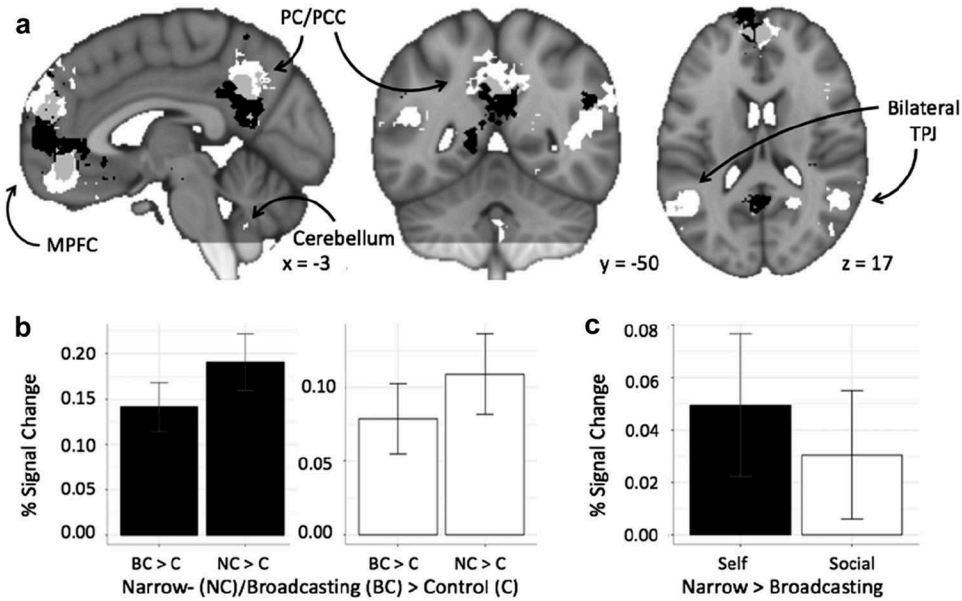 a
PC/PCC
Bilateral
TPJ
MPFC
Cerebellum
x = -3
y = -50
z = 17
b
% Signal Change
0.20
0.15
0.10
0.05
0.00
BC > C
NC > C
0.10
0.05
0.00
BC > C
NC > C
Narrow- (NC)/Broadcasting (BC) > Control (C)
c
% Signal Change
0.08
0.06
0.04
0.02
0.00
Self
Social
Narrow > Broadcasting